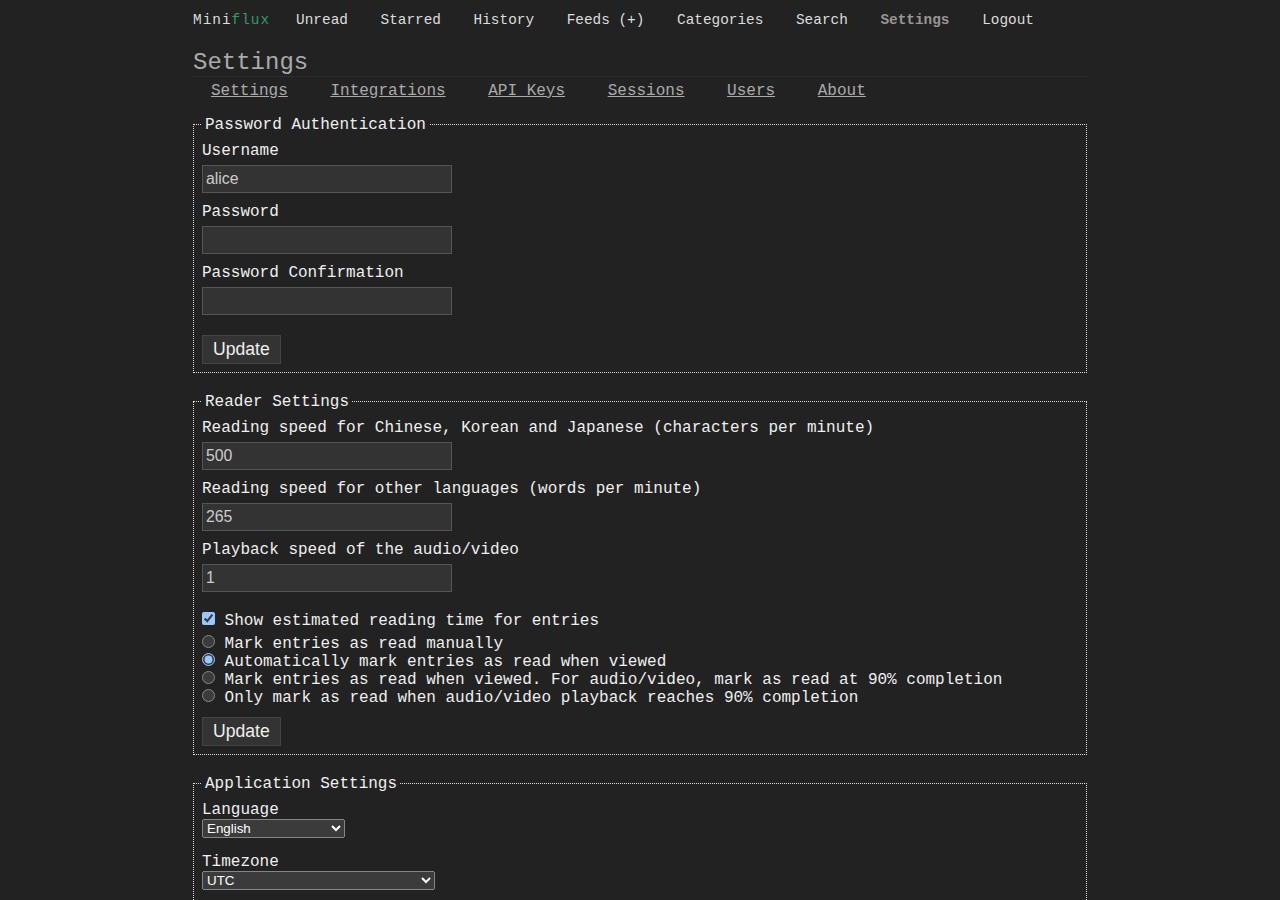 Miniflux Unread Starred History Feeds (+) Categories Search Settings Logout
Settings
Settings Integrations API Keys Sessions Users About
Password Authentication
Username
alice
Password
Password Confirmation
Update
Reader Settings
Reading speed for Chinese, Korean and Japanese (characters per minute)
500
Reading speed for other languages (words per minute)
265
Playback speed of the audio/video
1
Show estimated reading time for entries
Mark entries as read manually
Automatically mark entries as read when viewed
Mark entries as read when viewed. For audio/video, mark as read at 90% completion
Only mark as read when audio/video playback reaches 90% completion
Update
Application Settings
Language
English
Timezone
UTC